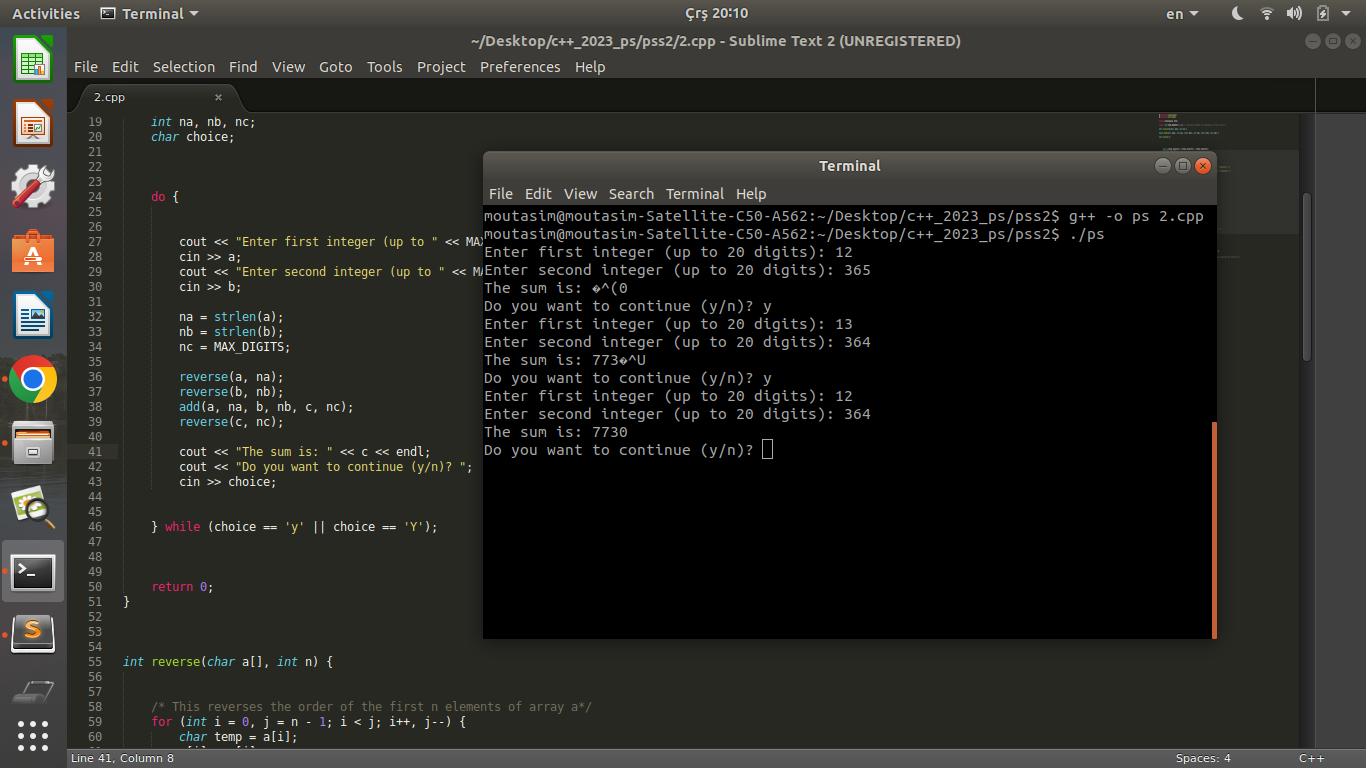 Activities Terminal Çrş 20:10 en
~/Desktop/c++_2023_ps/pss2/2.cpp - Sublime Text 2 (UNREGISTERED)
File Edit Selection Find View Goto Tools Project Preferences Help
2.cpp ×
19 int na, nb, nc;
20 char choice;
21
22
23
24 do {
25
26
27 cout << "Enter first integer (up to " << MAX
28 cin >> a;
29 cout << "Enter second integer (up to " << MA
30 cin >> b;
31
32 na = strlen(a);
33 nb = strlen(b);
34 nc = MAX_DIGITS;
35
36 reverse(a, na);
37 reverse(b, nb);
38 add(a, na, b, nb, c, nc);
39 reverse(c, nc);
40
41 cout << "The sum is: " << c << endl;
42 cout << "Do you want to continue (y/n)? ";
43 cin >> choice;
44
45
46 } while (choice == 'y' || choice == 'Y');
47
48
49
50 return 0;
51 }
52
53
54
55 int reverse(char a[], int n) {
56
57
58 /* This reverses the order of the first n elements of array a*/
59 for (int i = 0, j = n - 1; i < j; i++, j--) {
60 char temp = a[i];
Terminal
File Edit View Search Terminal Help
moutasim@moutasim-Satellite-C50-A562:~/Desktop/c++_2023_ps/pss2$ g++ -o ps 2.cpp
moutasim@moutasim-Satellite-C50-A562:~/Desktop/c++_2023_ps/pss2$ ./ps
Enter first integer (up to 20 digits): 12
Enter second integer (up to 20 digits): 365
The sum is: �^(0
Do you want to continue (y/n)? y
Enter first integer (up to 20 digits): 13
Enter second integer (up to 20 digits): 364
The sum is: 773�^U
Do you want to continue (y/n)? y
Enter first integer (up to 20 digits): 12
Enter second integer (up to 20 digits): 364
The sum is: 7730
Do you want to continue (y/n)?
Line 41, Column 8 Spaces: 4 C++